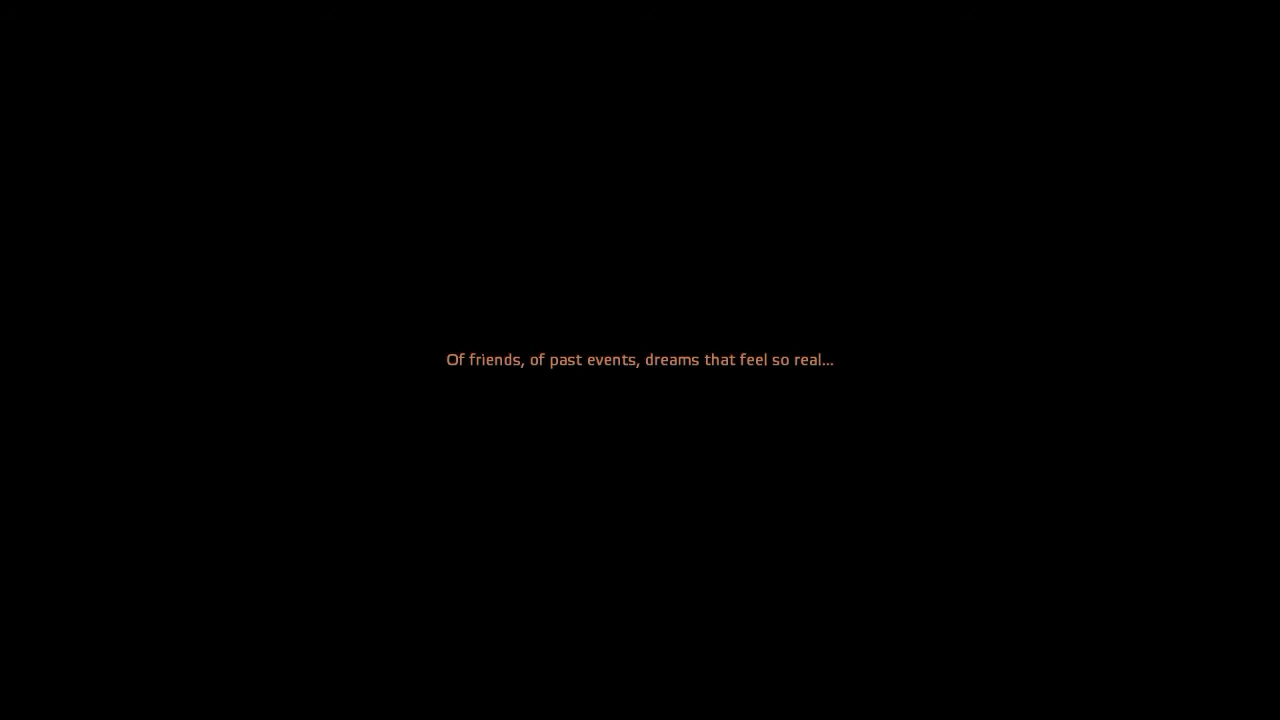 Of friends, of past events, dreams that feel so real...